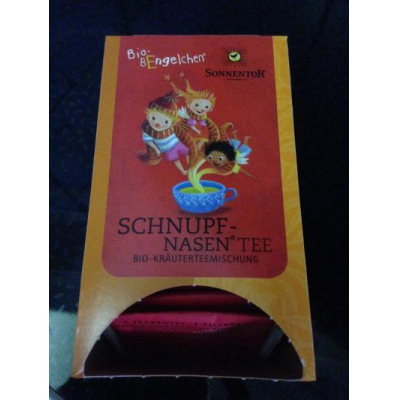 Bio-
BEngelchen®
SONNENTOR®
SCHNUPF-
NASEN® TEE
BIO-KRÄUTERTEEMISCHUNG